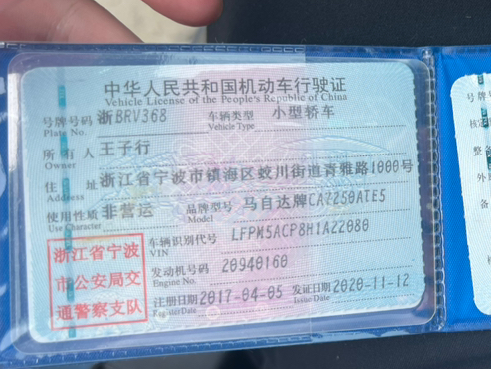 中华人民共和国机动车行驶证
Vehicle License of the People's Republic of China
号牌号码 浙BRV368 车辆类型 小型轿车
Plate No. Vehicle Type
所有人 王子行
Owner
住址 浙江省宁波市镇海区蛟川街道青雅路1000号
Address
使用性质 非营运 品牌型号 马自达牌CA7250ATE5
Use Character Model
车辆识别代号 LFPM5ACP8H1A22080
VIN
发动机号码 20940160
Engine No.
注册日期 2017-04-05 发证日期 2020-11-12
Register Date Issue Date
浙江省宁波
市公安局交
通警察支队
号牌